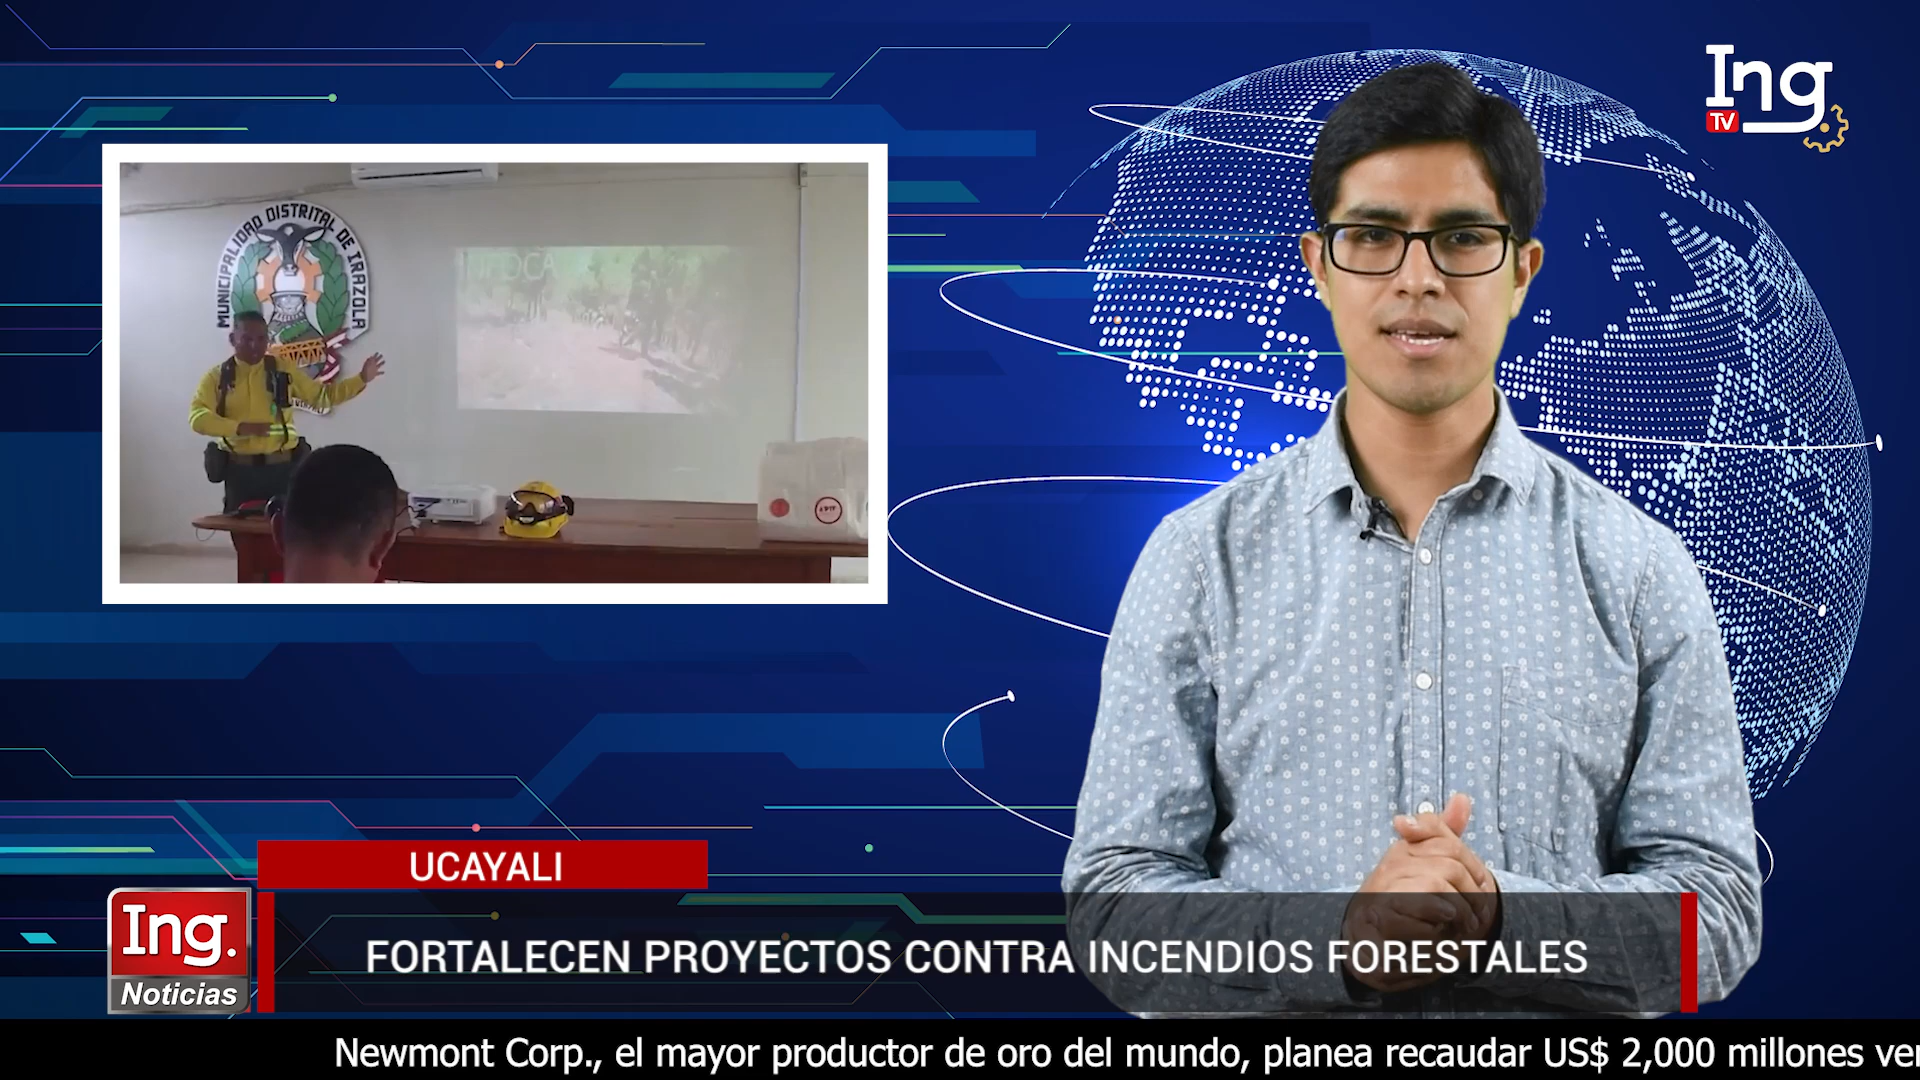 Ing
TV
MUNICIPALIDAD DISTRITAL DE IRAZOLA
UCAYALI
Ing.
Noticias
FORTALECEN PROYECTOS CONTRA INCENDIOS FORESTALES
Newmont Corp., el mayor productor de oro del mundo, planea recaudar US$ 2,000 millones